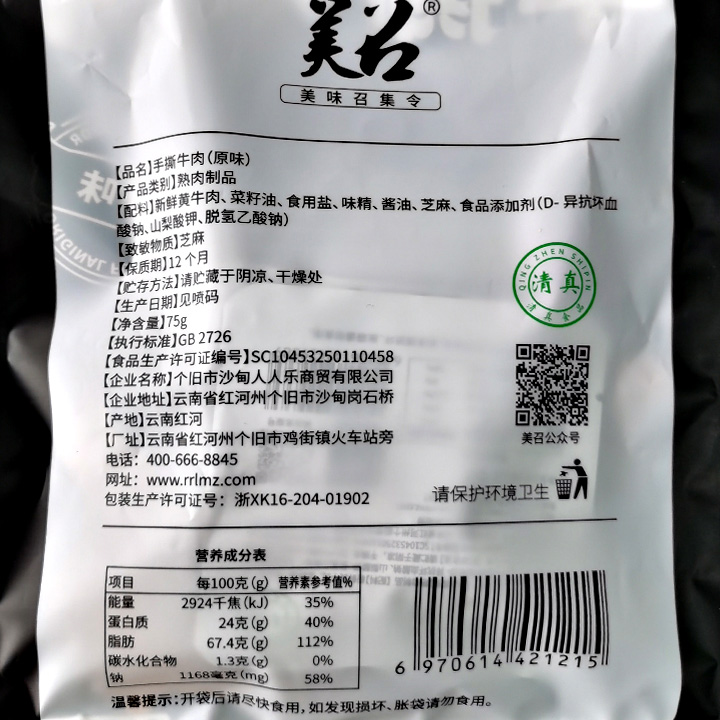 美召®
美味召集令
【品名】手撕牛肉(原味)
【产品类别】熟肉制品
【配料】新鲜黄牛肉、菜籽油、食用盐、味精、酱油、芝麻、食品添加剂(D-异抗坏血
酸钠、山梨酸钾、脱氢乙酸钠)
【致敏物质】芝麻
【保质期】12个月
【贮存方法】请贮藏于阴凉、干燥处
【生产日期】见喷码
【净含量】75g
【执行标准】GB 2726
【食品生产许可证编号】SC10453250110458
【企业名称】个旧市沙甸人人乐商贸有限公司
【企业地址】云南省红河州个旧市沙甸岗石桥
【产地】云南红河
【厂址】云南省红河州个旧市鸡街镇火车站旁
电话：400-666-8845
网址：www.rrlmz.com
包装生产许可证号：浙XK16-204-01902
QING ZHEN SHIPIN
清真
清真食品
美召公众号
请保护环境卫生
营养成分表
项目 每100克(g) 营养素参考值%
能量 2924千焦(kJ) 35%
蛋白质 24克(g) 40%
脂肪 67.4克(g) 112%
碳水化合物 1.3克(g) 0%
钠 1168毫克(mg) 58%
6 970614 421215
温馨提示：开袋后请尽快食用，如发现损坏、胀袋请勿食用。